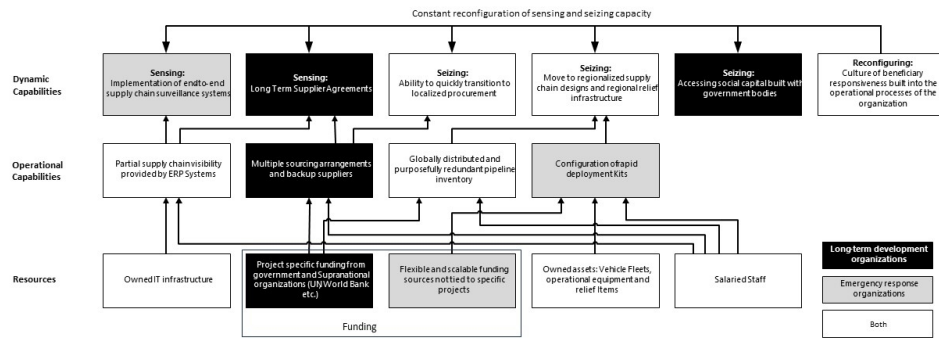 Constant reconfiguration of sensing and seizing capacity
Dynamic
Capabilities
Sensing:
Implementation of endto-end
supply chain surveillance systems
Sensing:
Long Term Supplier Agreements
Seizing:
Ability to quickly transition to
localized procurement
Seizing:
Move to regionalized supply
chain designs and regional relief
infrastructure
Seizing:
Accessing social capital built with
government bodies
Reconfiguring:
Culture of beneficiary
responsiveness built into the
operational processes of the
organization
Operational
Capabilities
Partial supply chain visibility
provided by ERP Systems
Multiple sourcing arrangements
and backup suppliers
Globally distributed and
purposefully redundant pipeline
inventory
Configuration ofrapid
deployment Kits
Resources
Owned IT infrastructure
Project specific funding from
government and Supranational
organizations (UN, World Bank
etc.)
Flexible and scalable funding
sources not tied to specific
projects
Funding
Owned assets: Vehicle Fleets,
operational equipment and
relief Items
Salaried Staff
Long-term development
organizations
Emergency response
organizations
Both